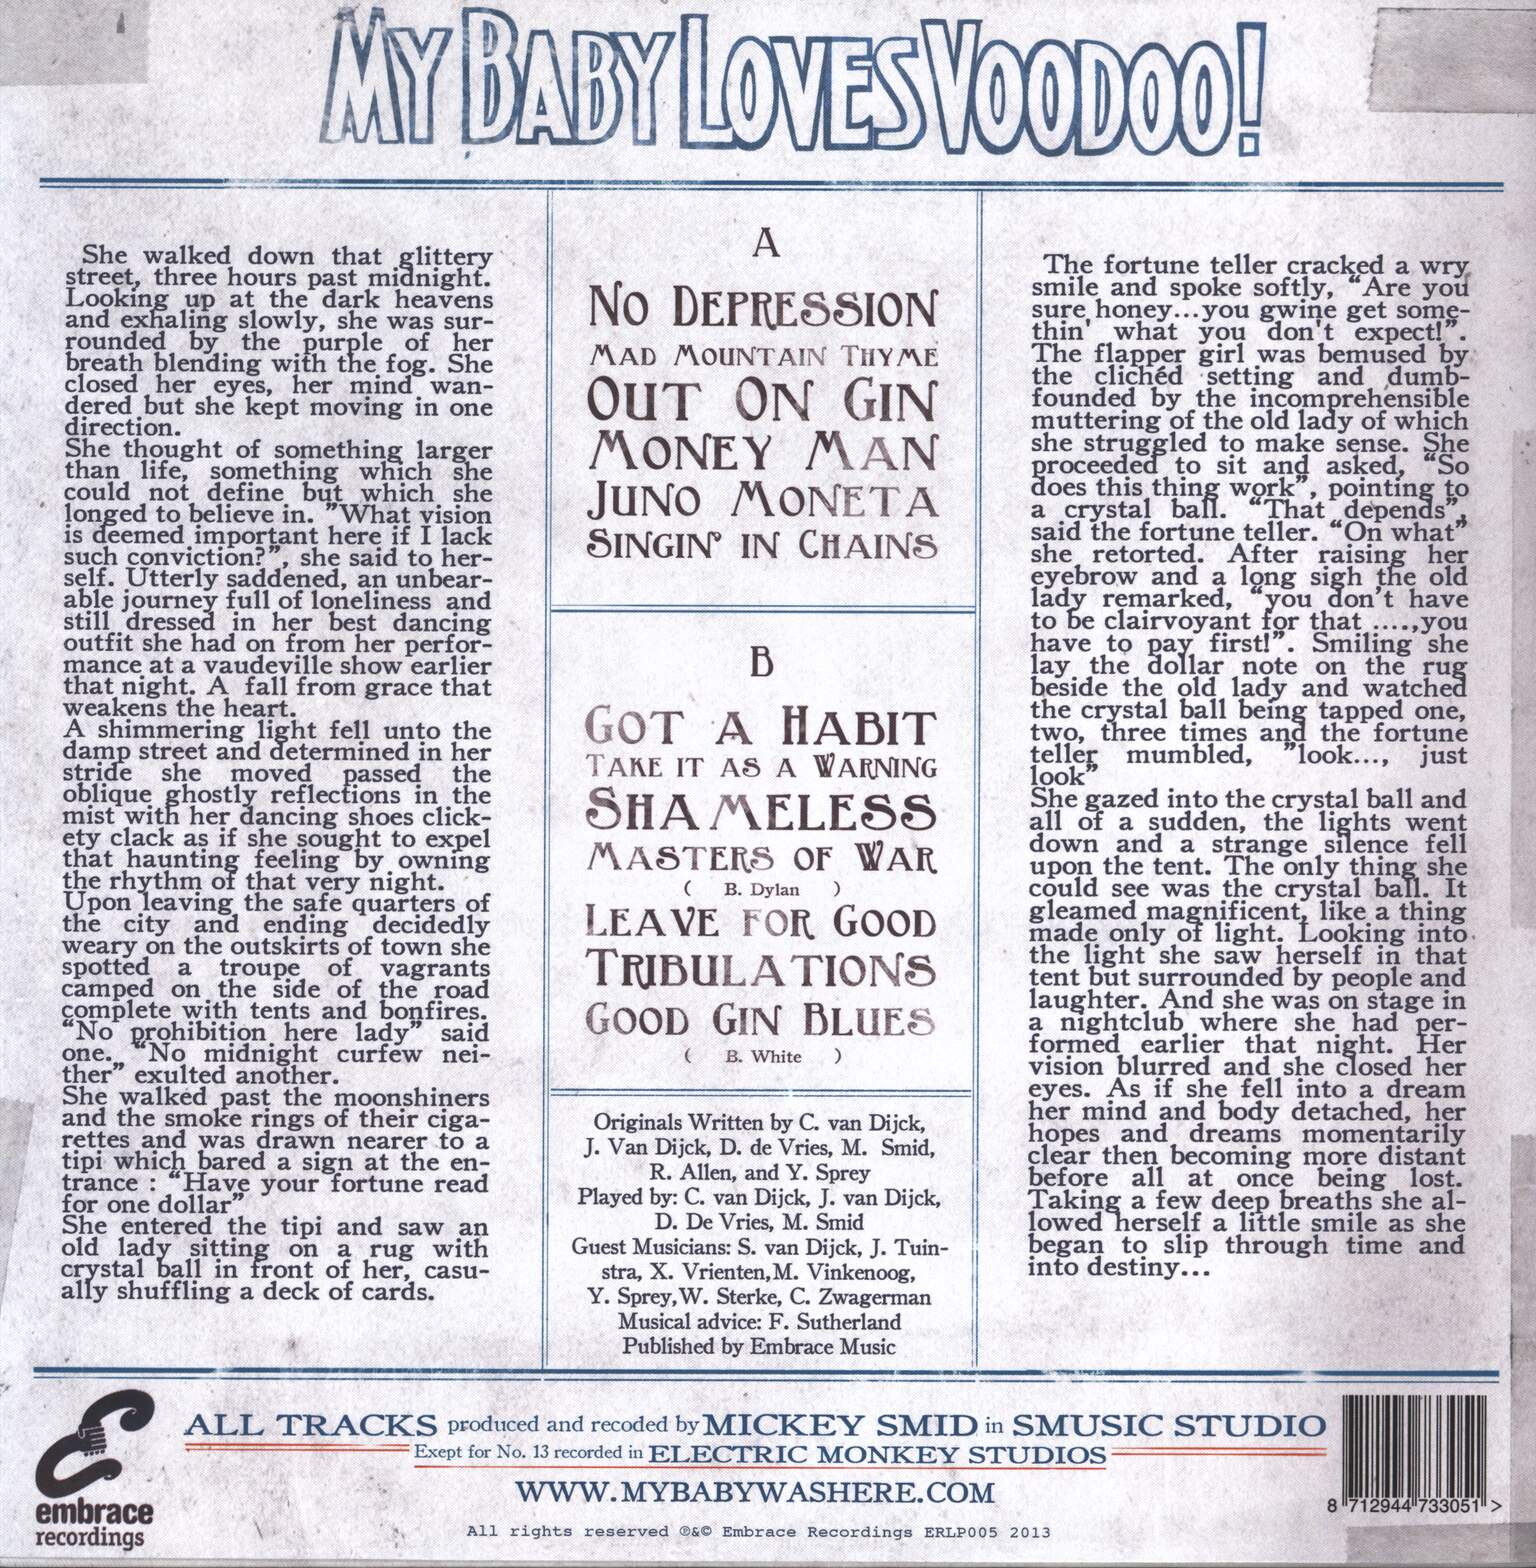 MY BABY LOVES VOODOO!
She walked down that glittery
street, three hours past midnight.
Looking up at the dark heavens
and exhaling slowly, she was sur-
rounded by the purple of her
breath blending with the fog. She
closed her eyes, her mind wan-
dered but she kept moving in one
direction.
She thought of something larger
than life, something which she
could not define but which she
longed to believe in. ”What vision
is deemed important here if I lack
such conviction?”, she said to her-
self. Utterly saddened, an unbear-
able journey full of loneliness and
still dressed in her best dancing
outfit she had on from her perfor-
mance at a vaudeville show earlier
that night. A fall from grace that
weakens the heart.
A shimmering light fell unto the
damp street and determined in her
stride she moved passed the
oblique ghostly reflections in the
mist with her dancing shoes click-
ety clack as if she sought to expel
that haunting feeling by owning
the rhythm of that very night.
Upon leaving the safe quarters of
the city and ending decidedly
weary on the outskirts of town she
spotted a troupe of vagrants
camped on the side of the road
complete with tents and bonfires.
“No prohibition here lady” said
one. “No midnight curfew nei-
ther” exulted another.
She walked past the moonshiners
and the smoke rings of their ciga-
rettes and was drawn nearer to a
tipi which bared a sign at the en-
trance : “Have your fortune read
for one dollar”
She entered the tipi and saw an
old lady sitting on a rug with
crystal ball in front of her, casu-
ally shuffling a deck of cards.
A
NO DEPRESSION
MAD MOUNTAIN THYME
OUT ON GIN
MONEY MAN
JUNO MONETA
SINGIN' IN CHAINS
B
GOT A HABIT
TAKE IT AS A WARNING
SHAMELESS
MASTERS OF WAR
( B. Dylan )
LEAVE FOR GOOD
TRIBULATIONS
GOOD GIN BLUES
( B. White )
Originals Written by C. van Dijck,
J. Van Dijck, D. de Vries, M. Smid,
R. Allen, and Y. Sprey
Played by: C. van Dijck, J. van Dijck,
D. De Vries, M. Smid
Guest Musicians: S. van Dijck, J. Tuin-
stra, X. Vrienten,M. Vinkenoog,
Y. Sprey,W. Sterke, C. Zwagerman
Musical advice: F. Sutherland
Published by Embrace Music
The fortune teller cracked a wry
smile and spoke softly, “Are you
sure honey...you gwine get some-
thin' what you don't expect!”.
The flapper girl was bemused by
the clichéd setting and dumb-
founded by the incomprehensible
muttering of the old lady of which
she struggled to make sense. She
proceeded to sit and asked, “So
does this thing work”, pointing to
a crystal ball. “That depends”
said the fortune teller. “On what”
she retorted. After raising her
eyebrow and a long sigh the old
lady remarked, “you don't have
to be clairvoyant for that ....,you
have to pay first!”. Smiling she
lay the dollar note on the rug
beside the old lady and watched
the crystal ball being tapped one,
two, three times and the fortune
teller mumbled, ”look..., just
look”
She gazed into the crystal ball and
all of a sudden, the lights went
down and a strange silence fell
upon the tent. The only thing she
could see was the crystal ball. It
gleamed magnificent, like a thing
made only of light. Looking into
the light she saw herself in that
tent but surrounded by people and
laughter. And she was on stage in
a nightclub where she had per-
formed earlier that night. Her
vision blurred and she closed her
eyes. As if she fell into a dream
her mind and body detached, her
hopes and dreams momentarily
clear then becoming more distant
before all at once being lost.
Taking a few deep breaths she al-
lowed herself a little smile as she
began to slip through time and
into destiny...
embrace
recordings
ALL TRACKS produced and recoded by MICKEY SMID in SMUSIC STUDIO
Exept for No. 13 recorded in ELECTRIC MONKEY STUDIOS
WWW.MYBABYWASHERE.COM
All rights reserved ℗&© Embrace Recordings ERLP005 2013
8 712944 733051 >